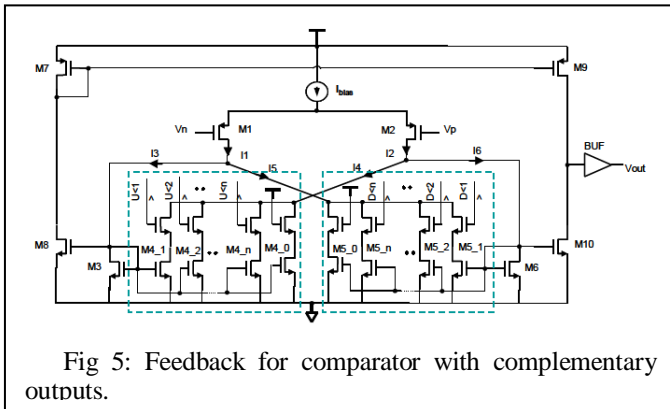 M7
M9
I bias
Vn
M1
M2
Vp
BUF
Vout
I3
I1
I5
I4
I2
I6
U<1>
U<2>
••
U<n>
D<n>
••
D<2>
D<1>
M8
M3
M4_1
M4_2
••
M4_n
M4_0
M5_0
M5_n
••
M5_2
M5_1
M6
M10
Fig 5: Feedback for comparator with complementary
outputs.